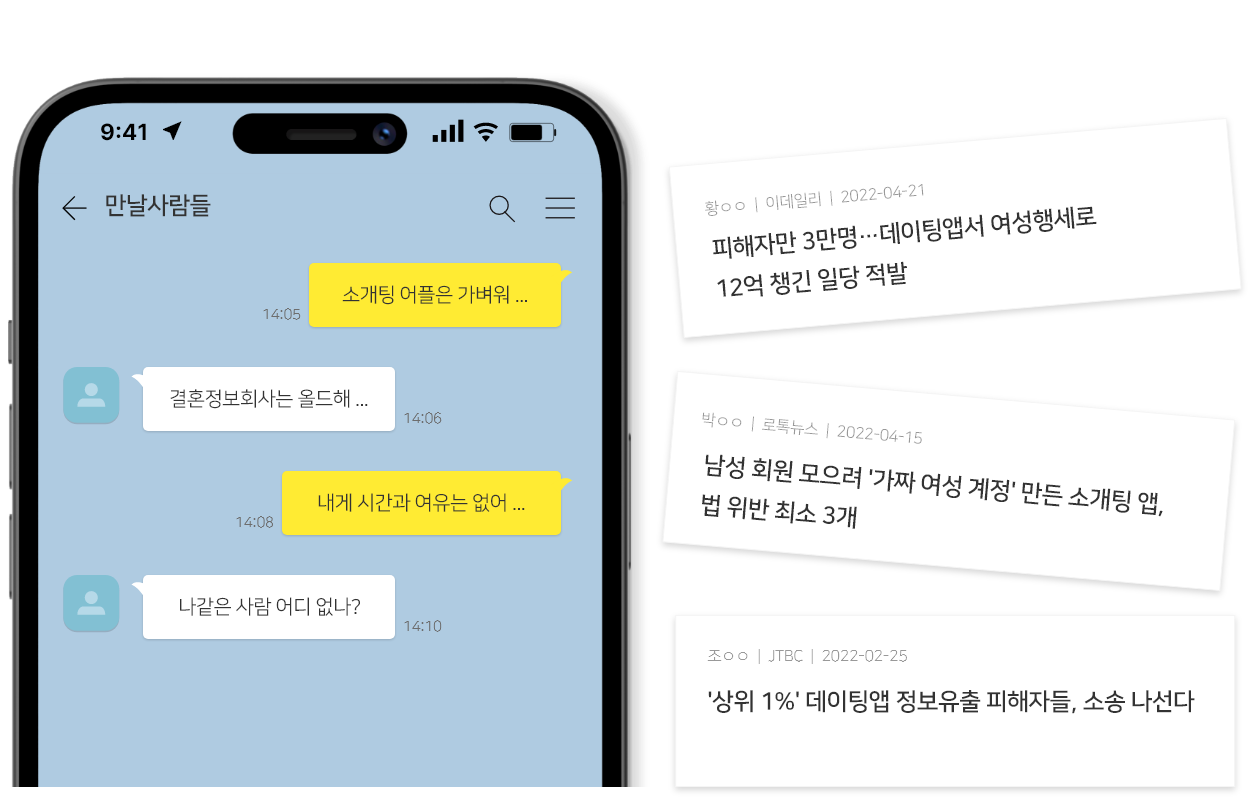 9:41
만날사람들
소개팅 어플은 가벼워 ...
14:05
결혼정보회사는 올드해 ...
14:06
내게 시간과 여유는 없어 ...
14:08
나같은 사람 어디 없나?
14:10
황ㅇㅇ | 이데일리 | 2022-04-21
피해자만 3만명…데이팅앱서 여성행세로
12억 챙긴 일당 적발
박ㅇㅇ | 로톡뉴스 | 2022-04-15
남성 회원 모으려 '가짜 여성 계정' 만든 소개팅 앱,
법 위반 최소 3개
조ㅇㅇ | JTBC | 2022-02-25
'상위 1%' 데이팅앱 정보유출 피해자들, 소송 나선다